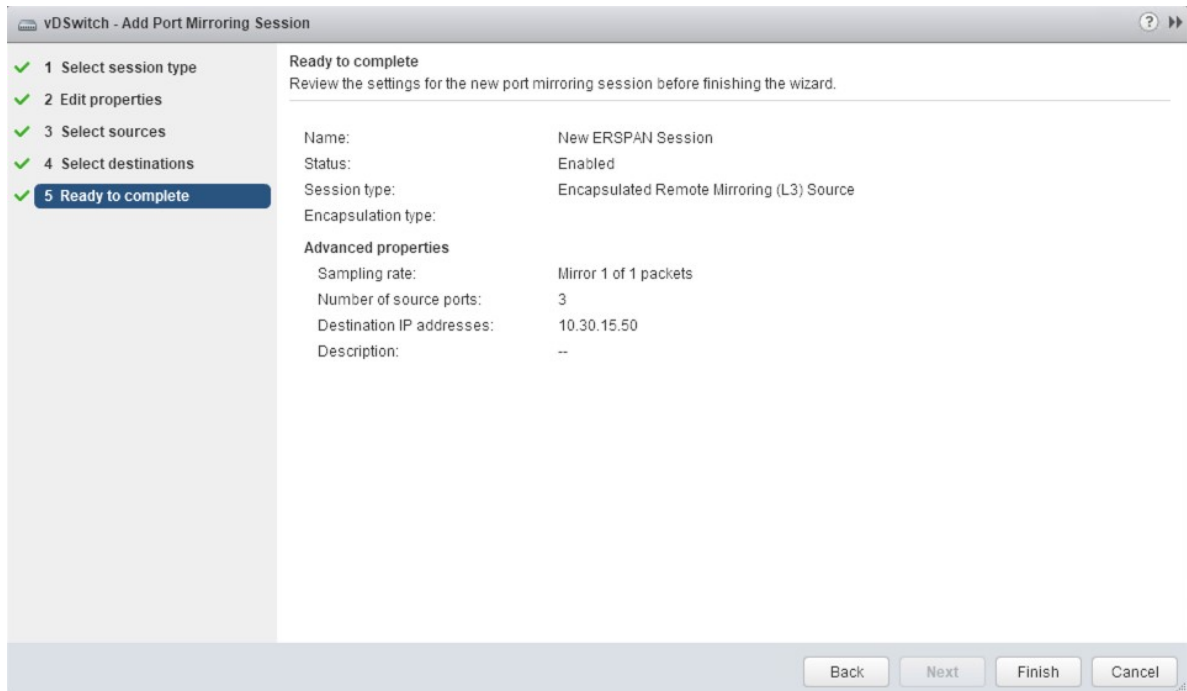 vDSwitch - Add Port Mirroring Session
?
1 Select session type
2 Edit properties
3 Select sources
4 Select destinations
5 Ready to complete
Ready to complete
Review the settings for the new port mirroring session before finishing the wizard.
Name: New ERSPAN Session
Status: Enabled
Session type: Encapsulated Remote Mirroring (L3) Source
Encapsulation type:
Advanced properties
Sampling rate: Mirror 1 of 1 packets
Number of source ports: 3
Destination IP addresses: 10.30.15.50
Description: --
Back Next Finish Cancel